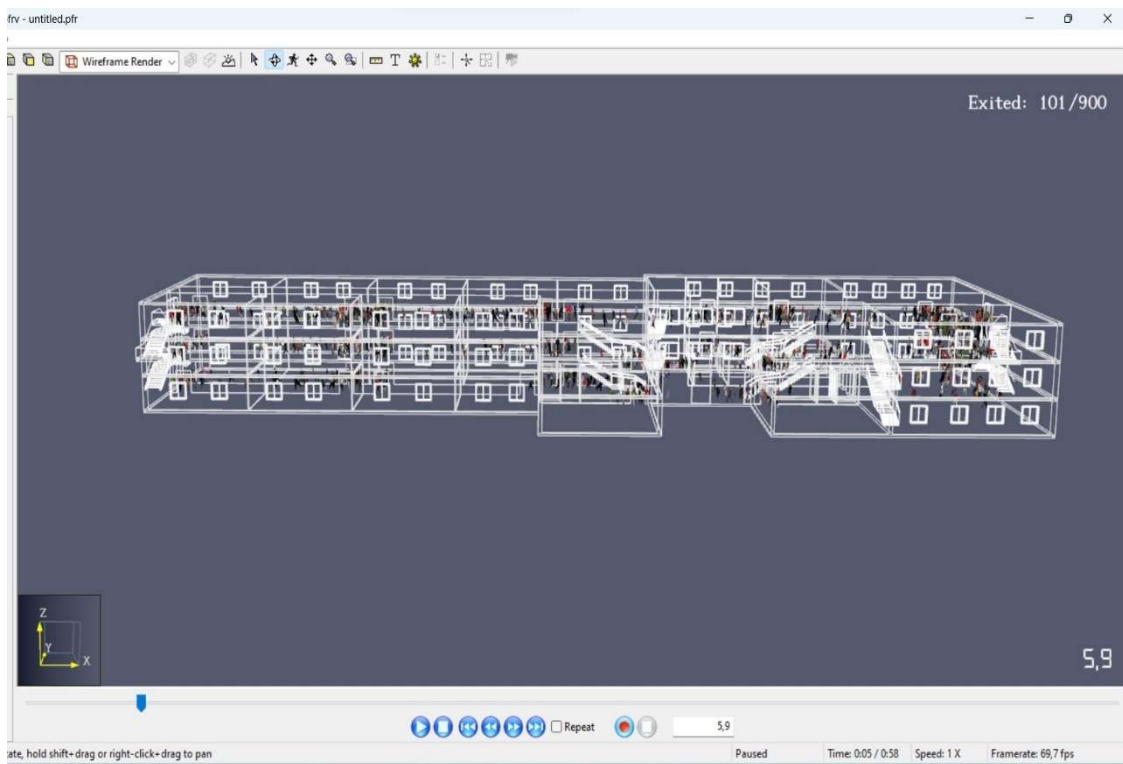 frv - untitled.pfr
Wireframe Render
T
Exited: 101/900
Z
Y
X
5,9
Repeat
5,9
tate, hold shift+drag or right-click+drag to pan
Paused
Time: 0:05 / 0:58
Speed: 1 X
Framerate: 69,7 fps